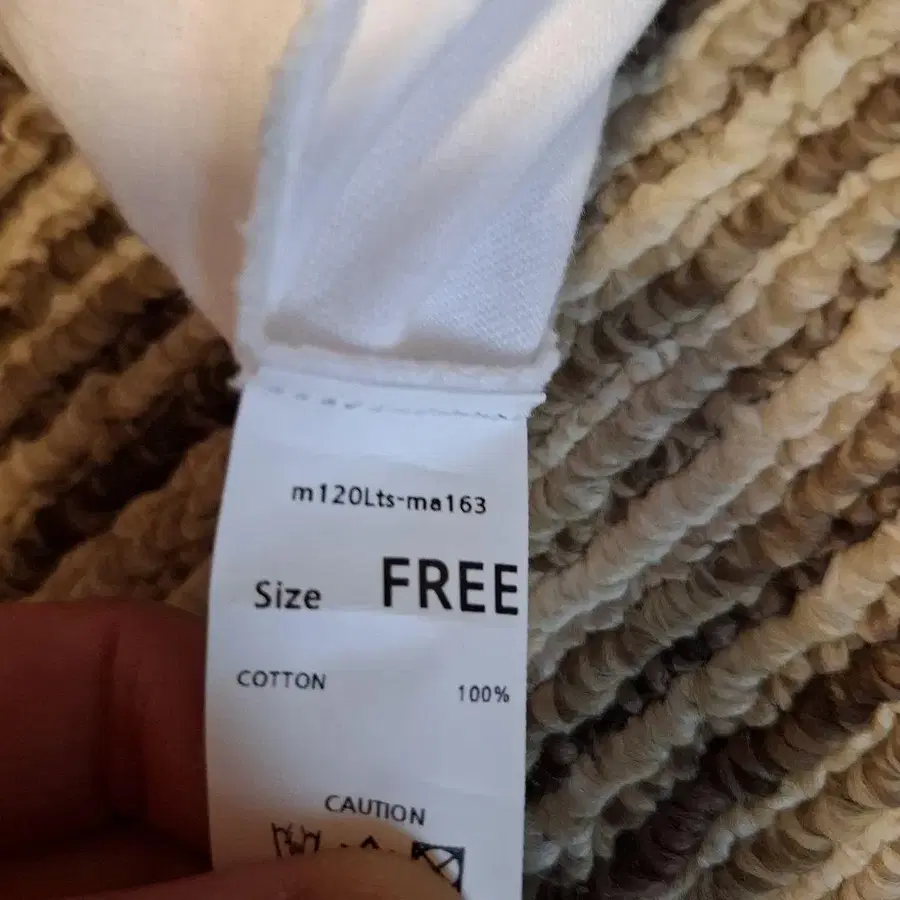 m120Lts-ma163
Size FREE
COTTON 100%
CAUTION